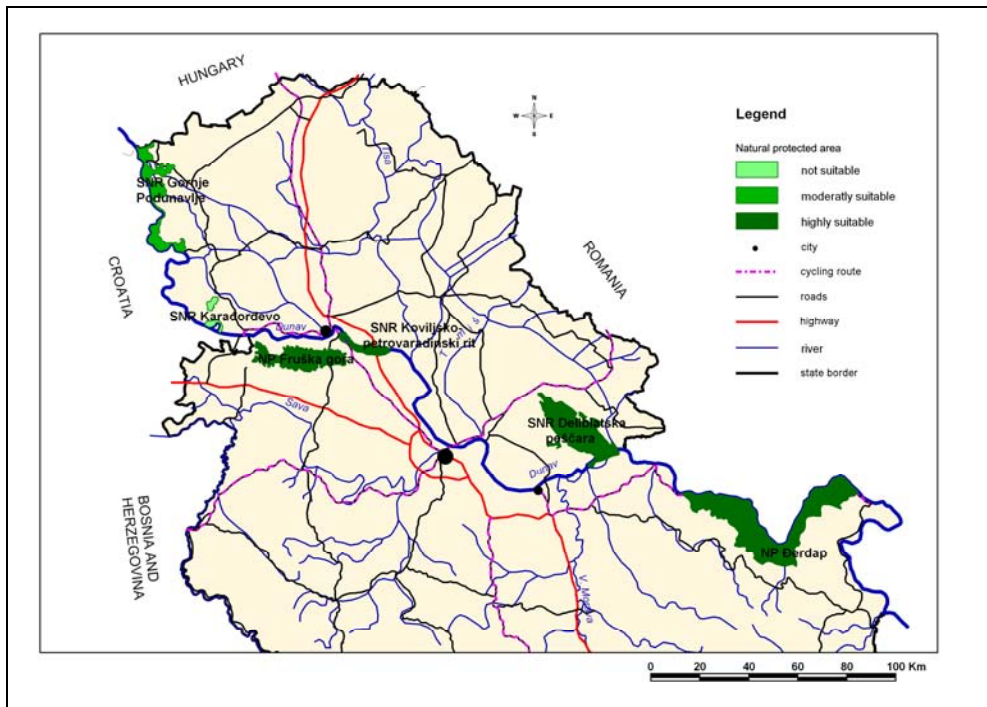 HUNGARY
N
W E
S
Legend
Natural protected area
not suitable
moderatly suitable
highly suitable
city
cycling route
roads
highway
river
state border
SNR Gornje
Podunavlje
Tisa
CROATIA
ROMANIA
SNR Karađorđevo
Dunav
SNR Koviljsko-
petrovaradinski rit
T a m i š
NP Fruška gora
Sava
SNR Deliblatska
peščara
Dunav
BOSNIA AND
HERZEGOVINA
NP Đerdap
V. Morava
0 20 40 60 80 100 Km